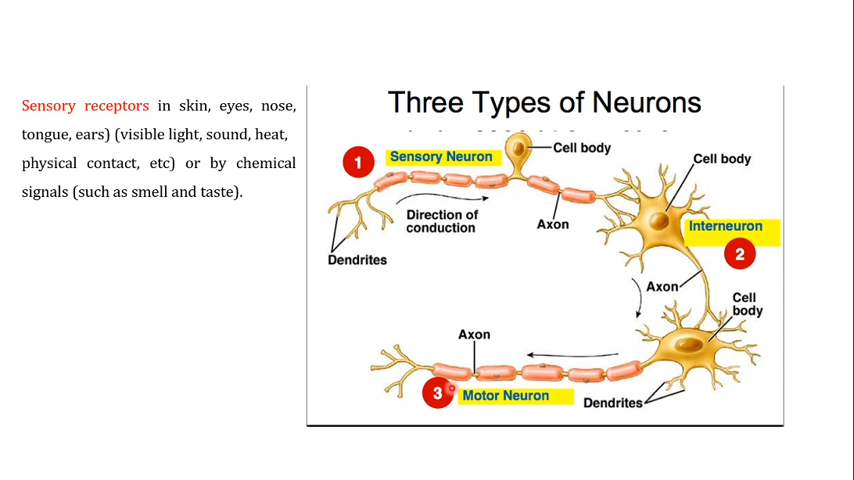 Sensory receptors in skin, eyes, nose,
tongue, ears) (visible light, sound, heat,
physical contact, etc) or by chemical
signals (such as smell and taste).
Three Types of Neurons
1
Sensory Neuron
Cell body
Cell body
Direction of
conduction
Axon
Interneuron
2
Dendrites
Axon
Cell
body
Axon
3
Motor Neuron
Dendrites